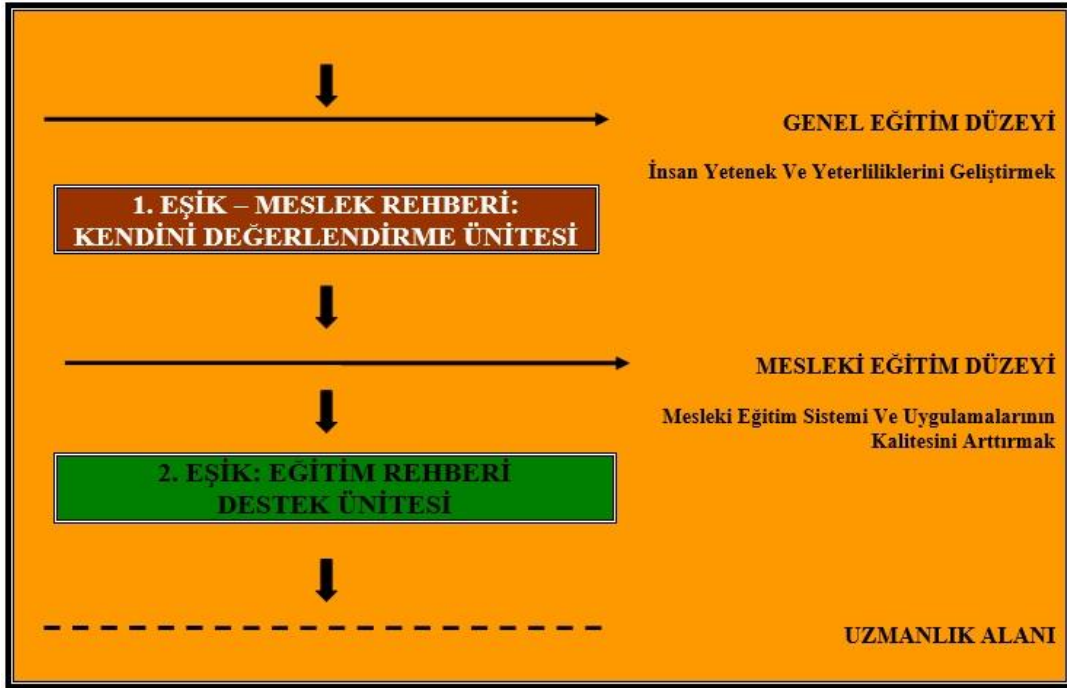 GENEL EĞİTİM DÜZEYİ
İnsan Yetenek Ve Yeterliliklerini Geliştirmek
1. EŞİK – MESLEK REHBERİ:
KENDİNİ DEĞERLENDİRME ÜNİTESİ
MESLEKİ EĞİTİM DÜZEYİ
Mesleki Eğitim Sistemi Ve Uygulamalarının
Kalitesini Arttırmak
2. EŞİK: EĞİTİM REHBERİ
DESTEK ÜNİTESİ
UZMANLIK ALANI